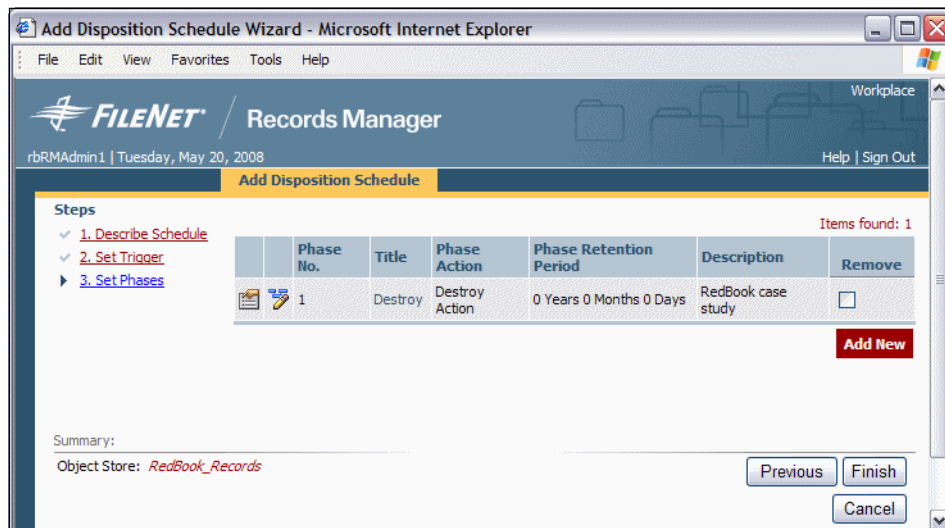 Add Disposition Schedule Wizard - Microsoft Internet Explorer
File Edit View Favorites Tools Help
Workplace
FILENET Records Manager
rbRMAdmin1 | Tuesday, May 20, 2008
Help | Sign Out
Add Disposition Schedule
Steps
1. Describe Schedule
2. Set Trigger
3. Set Phases
Items found: 1
Phase No. Title Phase Action Phase Retention Period Description Remove
1 Destroy Destroy Action 0 Years 0 Months 0 Days RedBook case study
Add New
Summary:
Object Store: RedBook_Records
Previous Finish
Cancel